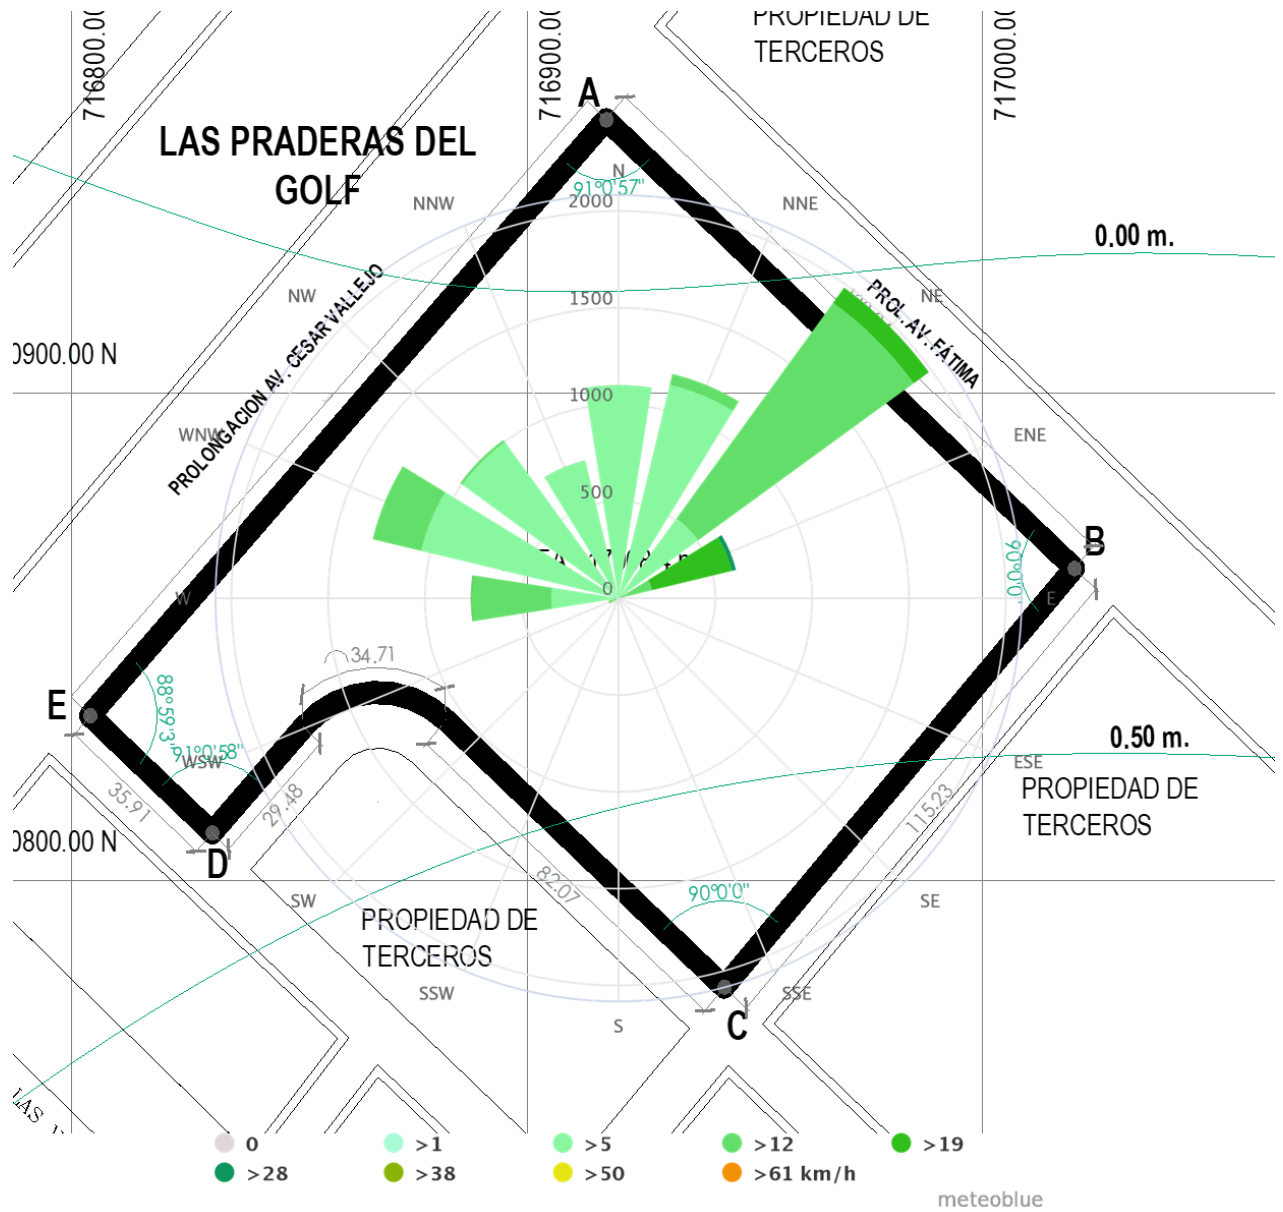 716800.00
716900.00
717000.00
PROPIEDAD DE
TERCEROS
A
LAS PRADERAS DEL
GOLF
N
91°0'57"
2000
NNW
NNE
0.00 m.
PROLONGACION AV. CESAR VALLEJO
NW
1500
NE
PROL. AV. FÁTIMA
0900.00 N
1000
WNW
ENE
500
B
90°0'0"
0
W
E
34.71
E
88°59'3"
91°0'58"
WSW
0.50 m.
ESE
PROPIEDAD DE
TERCEROS
35.91
29.48
115.23
0800.00 N
D
82.07
90°0'0"
SW
SE
PROPIEDAD DE
TERCEROS
SSW
SSE
S
C
LAS
0
>1
>5
>12
>19
>28
>38
>50
>61 km/h
meteoblue